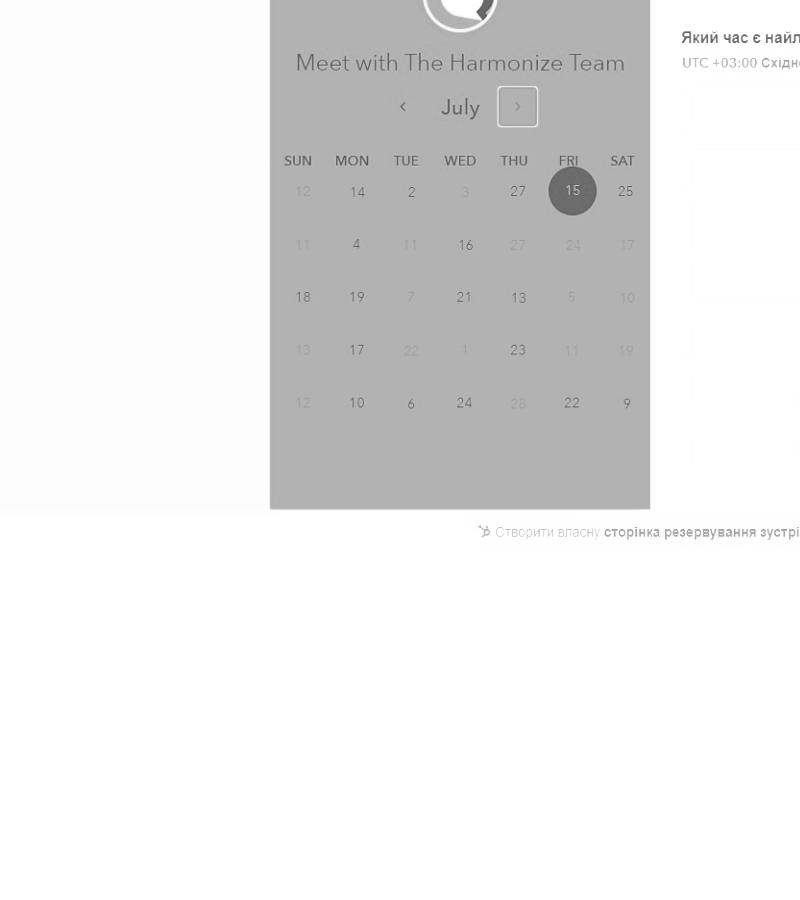 Який час є найл
Meet with The Harmonize Team
UTC +03:00 Східн
July
SUN MON TUE WED THU FRI SAT
12 14 2 3 27 15 25
11 4 11 16 27 24 17
18 19 7 21 13 5 10
13 17 22 1 23 11 19
12 10 6 24 28 22 9
Створити власну сторінка резервування зустрі